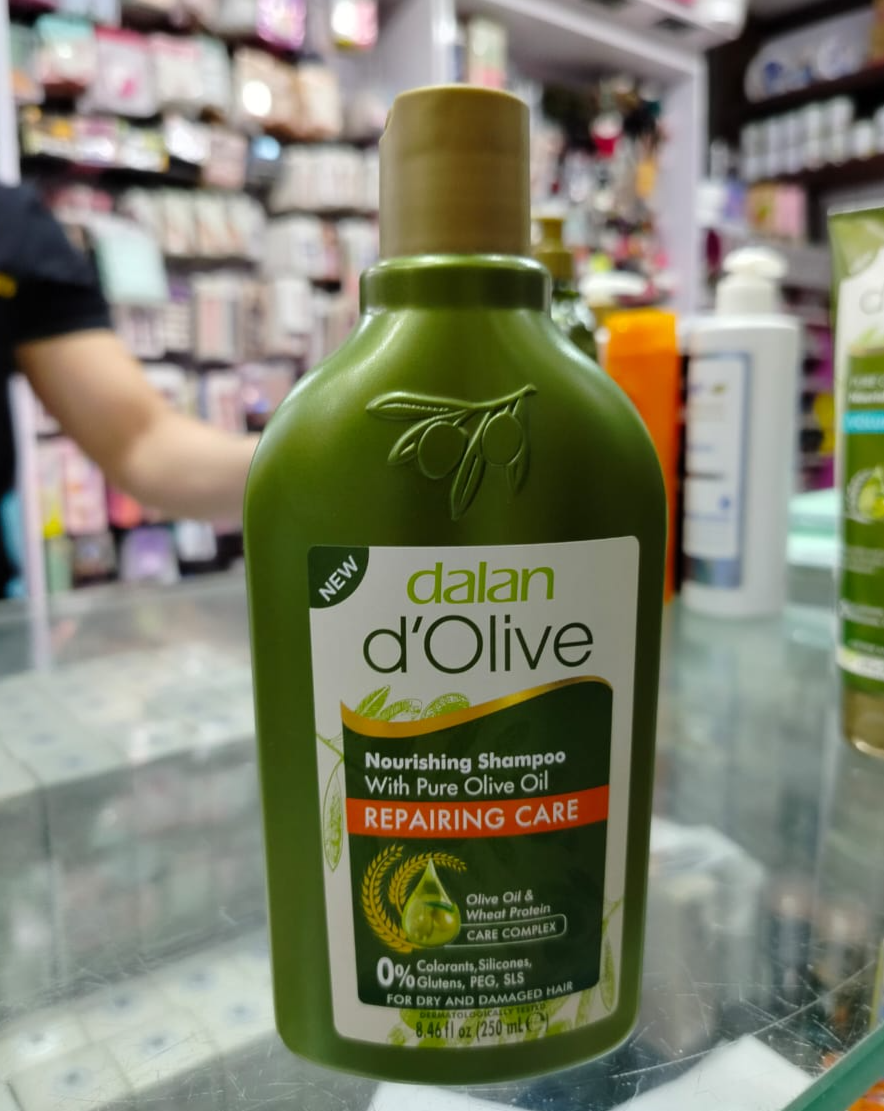 NEW
dalan
d'Olive
Nourishing Shampoo
With Pure Olive Oil
REPAIRING CARE
Olive Oil &
Wheat Protein
CARE COMPLEX
0% Colorants, Silicones,
Glutens, PEG, SLS
FOR DRY AND DAMAGED HAIR
DERMATOLOGICALLY TESTED
8.46 fl oz (250 mL ℮)